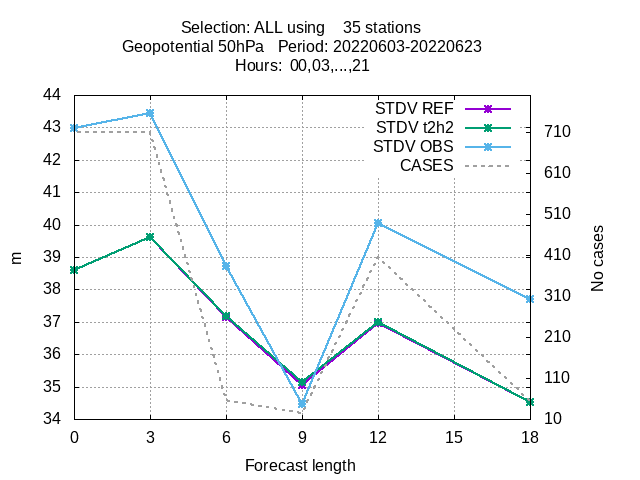 Selection: ALL using    35 stations
Geopotential 50hPa   Period: 20220603-20220623
Hours:  00,03,...,21
STDV REF
STDV t2h2
STDV OBS
CASES
44
43
42
41
40
39
38
37
36
35
34
m
710
610
510
410
310
210
110
10
No cases
0 3 6 9 12 15 18
Forecast length